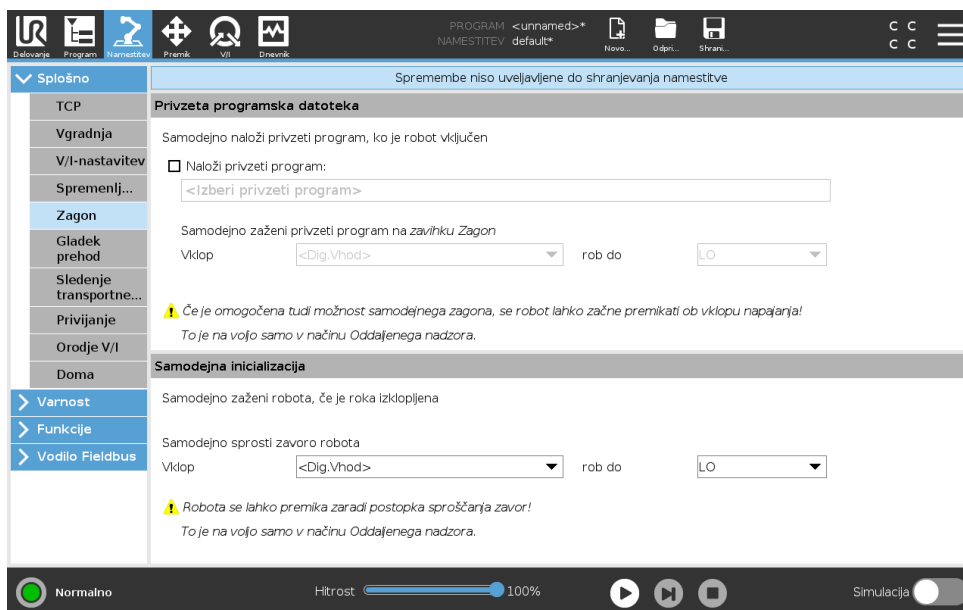 PROGRAM <unnamed>*
NAMESTITEV default*
Delovanje
Program
Namestitev
Premik
V/I
Dnevnik
Novo...
Odpri...
Shrani...
C C
C C
Splošno
TCP
Vgradnja
V/I-nastavitev
Spremenlj...
Zagon
Gladek
prehod
Sledenje
transportne...
Privijanje
Orodje V/I
Doma
Varnost
Funkcije
Vodilo Fieldbus
Spremembe niso uveljavljene do shranjevanja namestitve
Privzeta programska datoteka
Samodejno naloži privzeti program, ko je robot vključen
Naloži privzeti program:
<Izberi privzeti program>
Samodejno zaženi privzeti program na zavihku Zagon
Vklop <Dig.Vhod> rob do LO
Če je omogočena tudi možnost samodejnega zagona, se robot lahko začne premikati ob vklopu napajanja!
To je na voljo samo v načinu Oddaljenega nadzora.
Samodejna inicializacija
Samodejno zaženi robota, če je roka izklopljena
Samodejno sprosti zavoro robota
Vklop <Dig.Vhod> rob do LO
Robota se lahko premika zaradi postopka sproščanja zavor!
To je na voljo samo v načinu Oddaljenega nadzora.
Normalno
Hitrost 100%
Simulacija